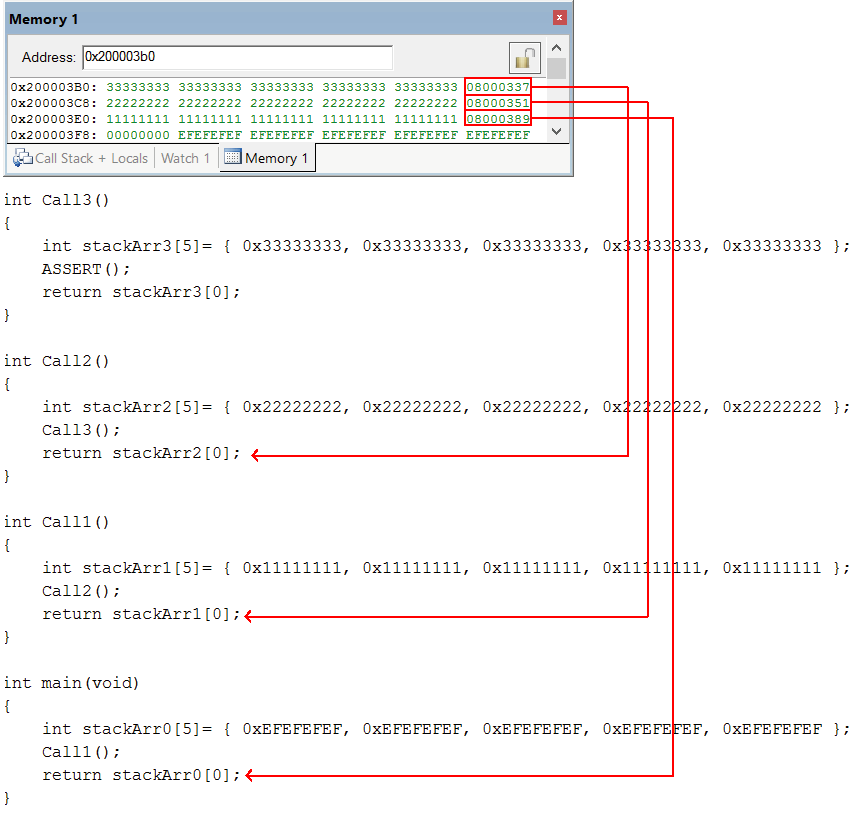 Memory 1
Address: 0x200003b0
0x200003B0: 33333333 33333333 33333333 33333333 33333333 08000337
0x200003C8: 22222222 22222222 22222222 22222222 22222222 08000351
0x200003E0: 11111111 11111111 11111111 11111111 11111111 08000389
0x200003F8: 00000000 EFEFEFEF EFEFEFEF EFEFEFEF EFEFEFEF EFEFEFEF
Call Stack + Locals Watch 1 Memory 1
int Call3()
{
    int stackArr3[5]= { 0x33333333, 0x33333333, 0x33333333, 0x33333333, 0x33333333 };
    ASSERT();
    return stackArr3[0];
}
int Call2()
{
    int stackArr2[5]= { 0x22222222, 0x22222222, 0x22222222, 0x22222222, 0x22222222 };
    Call3();
    return stackArr2[0];
}
int Call1()
{
    int stackArr1[5]= { 0x11111111, 0x11111111, 0x11111111, 0x11111111, 0x11111111 };
    Call2();
    return stackArr1[0];
}
int main(void)
{
    int stackArr0[5]= { 0xEFEFEFEF, 0xEFEFEFEF, 0xEFEFEFEF, 0xEFEFEFEF, 0xEFEFEFEF };
    Call1();
    return stackArr0[0];
}